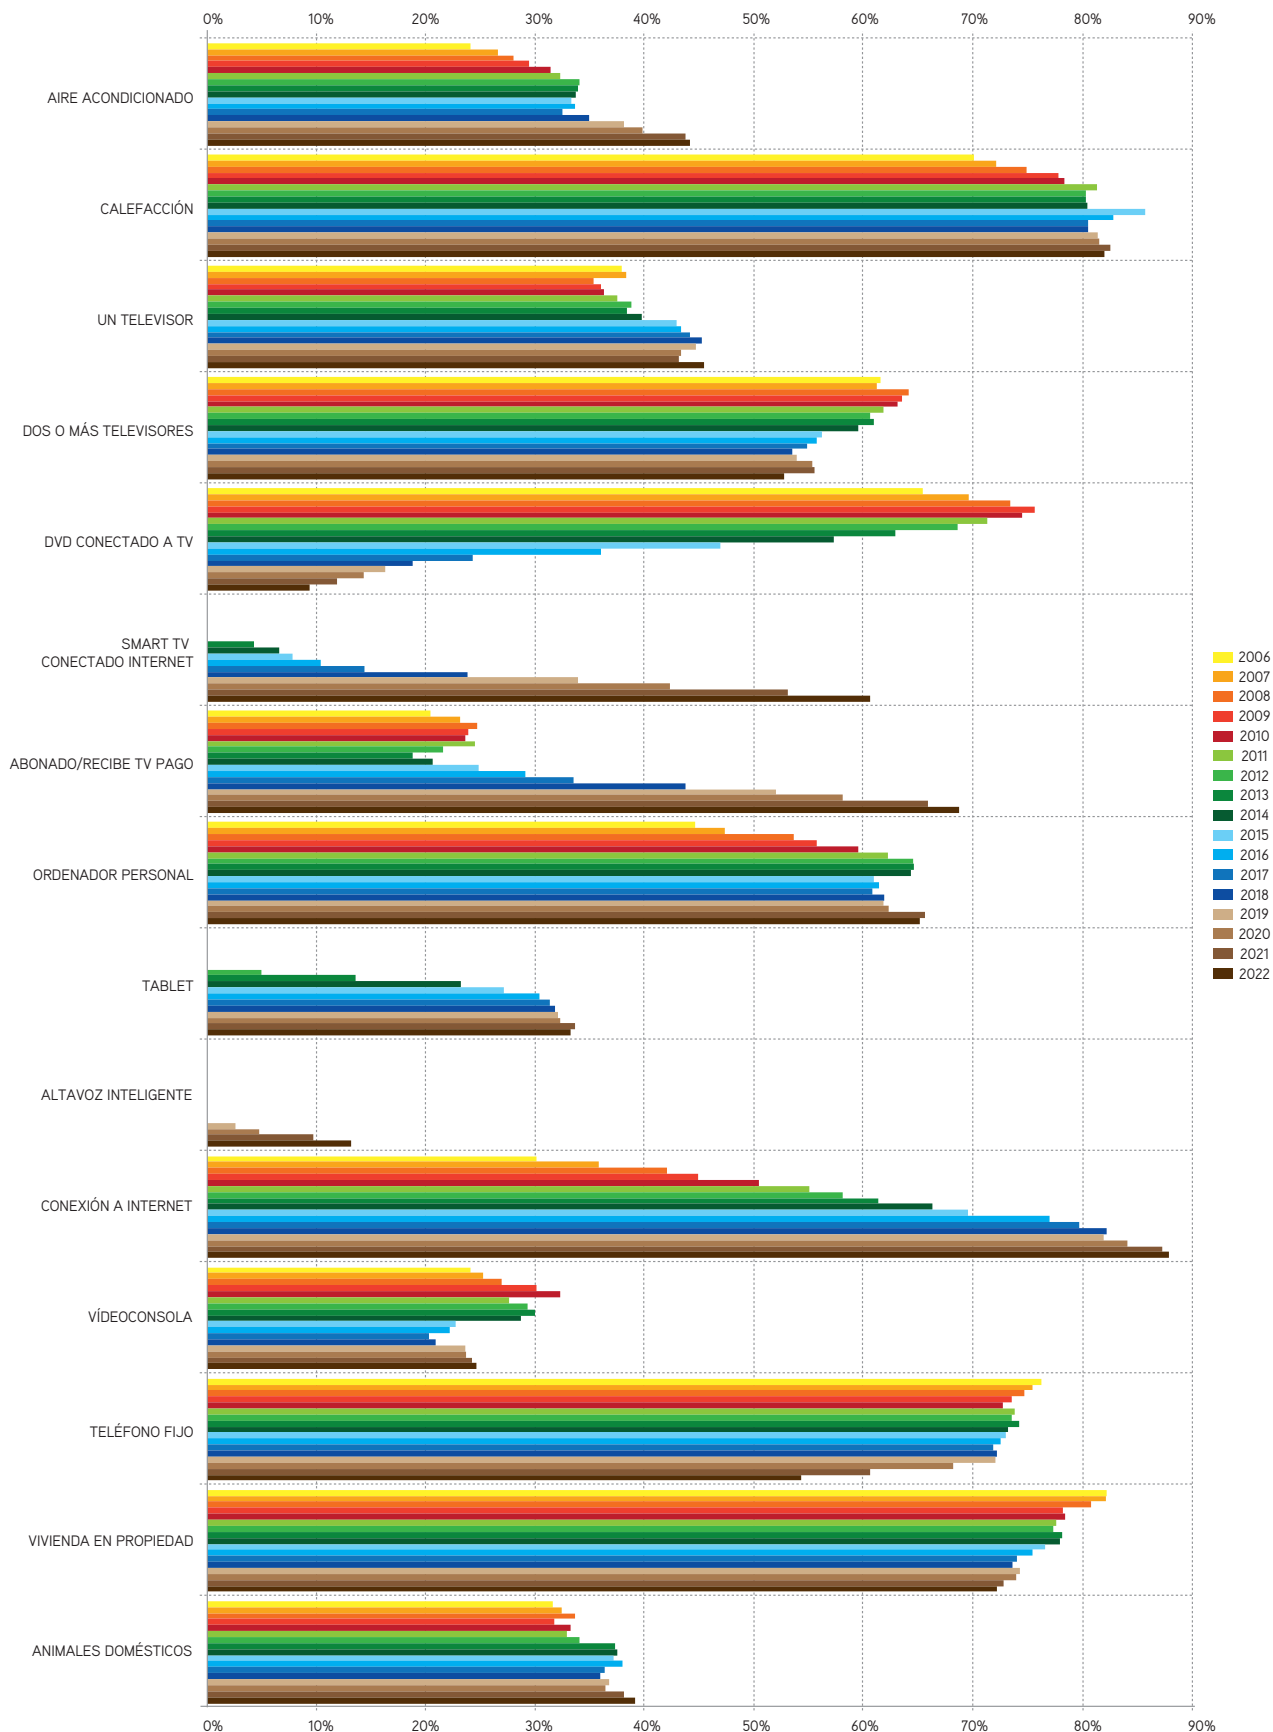 0% 10% 20% 30% 40% 50% 60% 70% 80% 90%
AIRE ACONDICIONADO
CALEFACCIÓN
UN TELEVISOR
DOS O MÁS TELEVISORES
DVD CONECTADO A TV
SMART TV
CONECTADO INTERNET
ABONADO/RECIBE TV PAGO
ORDENADOR PERSONAL
TABLET
ALTAVOZ INTELIGENTE
CONEXIÓN A INTERNET
VÍDEOCONSOLA
TELÉFONO FIJO
VIVIENDA EN PROPIEDAD
ANIMALES DOMÉSTICOS
0% 10% 20% 30% 40% 50% 60% 70% 80% 90%
2006
2007
2008
2009
2010
2011
2012
2013
2014
2015
2016
2017
2018
2019
2020
2021
2022